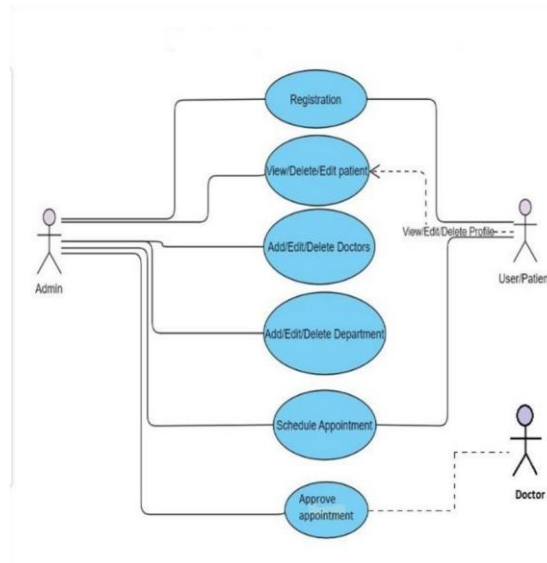 Registration
View/Delete/Edit patient
View/Edit/Delete Profile
Add/Edit/Delete Doctors
Admin
User/Patien
Add/Edit/Delete Department
Schedule Appointment
Doctor
Approve
appointment